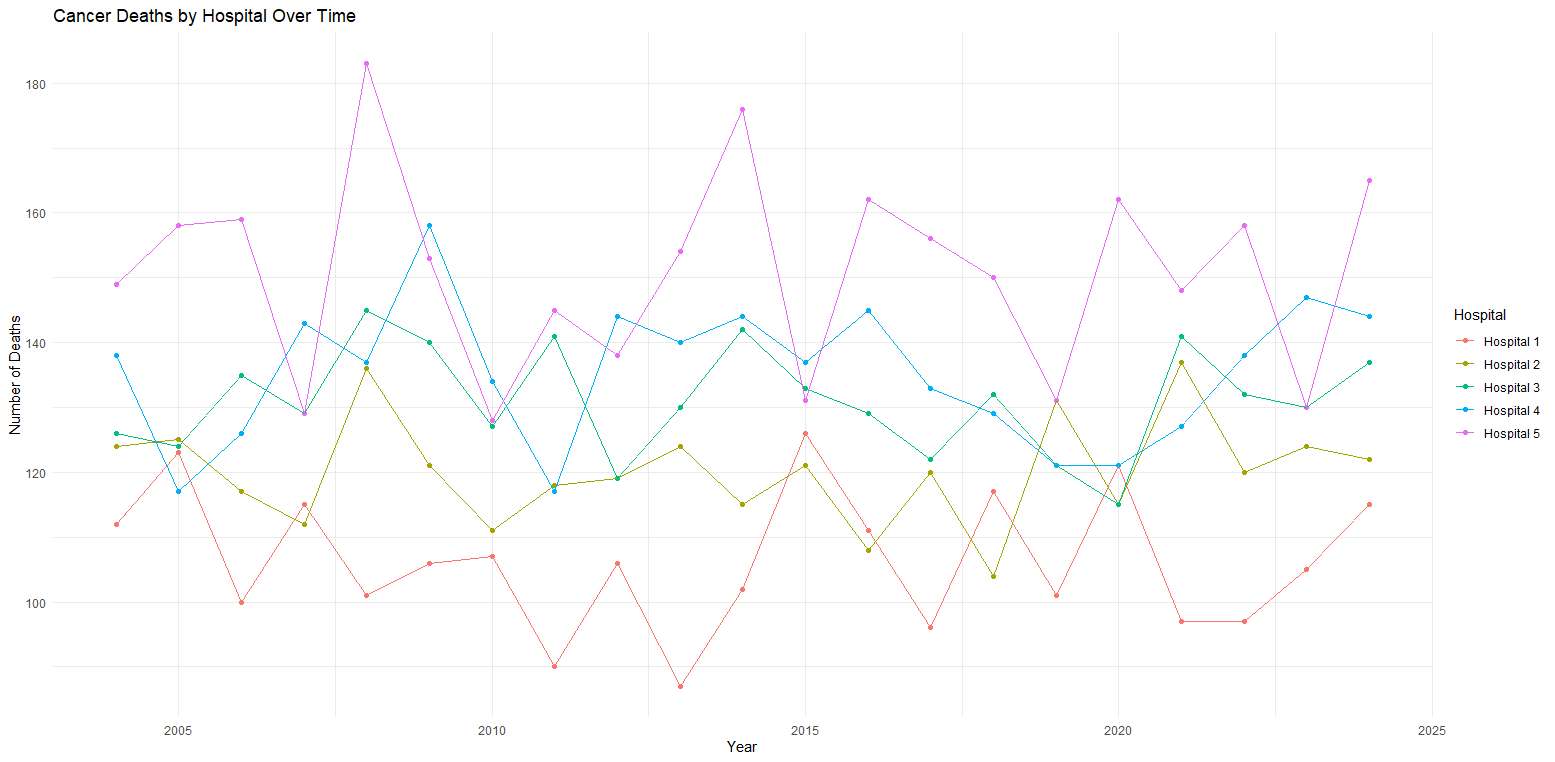 Cancer Deaths by Hospital Over Time
Number of Deaths
180
160
140
120
100
2005 2010 2015 2020 2025
Year
Hospital
Hospital 1
Hospital 2
Hospital 3
Hospital 4
Hospital 5